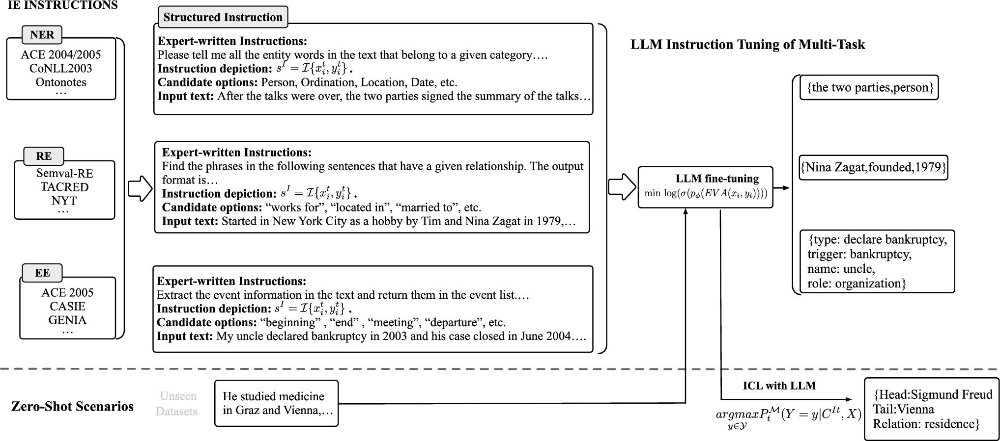 IE INSTRUCTIONS
NER
ACE 2004/2005
CoNLL2003
Ontonotes
…
RE
Semval-RE
TACRED
NYT
…
EE
ACE 2005
CASIE
GENIA
…
Structured Instruction
Expert-written Instructions:
Please tell me all the entity words in the text that belong to a given category….
Instruction depiction: $s^I = \mathcal{I}\{x_i^t, y_i^t\}$ .
Candidate options: Person, Ordination, Location, Date, etc.
Input text: After the talks were over, the two parties signed the summary of the talks…
Expert-written Instructions:
Find the phrases in the following sentences that have a given relationship. The output
format is…
Instruction depiction: $s^I = \mathcal{I}\{x_i^t, y_i^t\}$ .
Candidate options: “works for”, “located in”, “married to”, etc.
Input text: Started in New York City as a hobby by Tim and Nina Zagat in 1979,…
Expert-written Instructions:
Extract the event information in the text and return them in the event list.…
Instruction depiction: $s^I = \mathcal{I}\{x_i^t, y_i^t\}$ .
Candidate options: “beginning” , “end” , “meeting”, “departure”, etc.
Input text: My uncle declared bankruptcy in 2003 and his case closed in June 2004….
LLM Instruction Tuning of Multi-Task
LLM fine-tuning
$\min \log(\sigma(p_\phi(EVA(x_i, y_i))))$
{the two parties,person}
{Nina Zagat,founded,1979}
{type: declare bankruptcy,
trigger: bankruptcy,
name: uncle,
role: organization}
Zero-Shot Scenarios
Unseen
Datasets
He studied medicine
in Graz and Vienna,…
ICL with LLM
$\underset{y \in \mathcal{Y}}{argmax} P_t^{\mathcal{M}}(Y = y|C^{It}, X)$
{Head:Sigmund Freud
Tail:Vienna
Relation: residence}